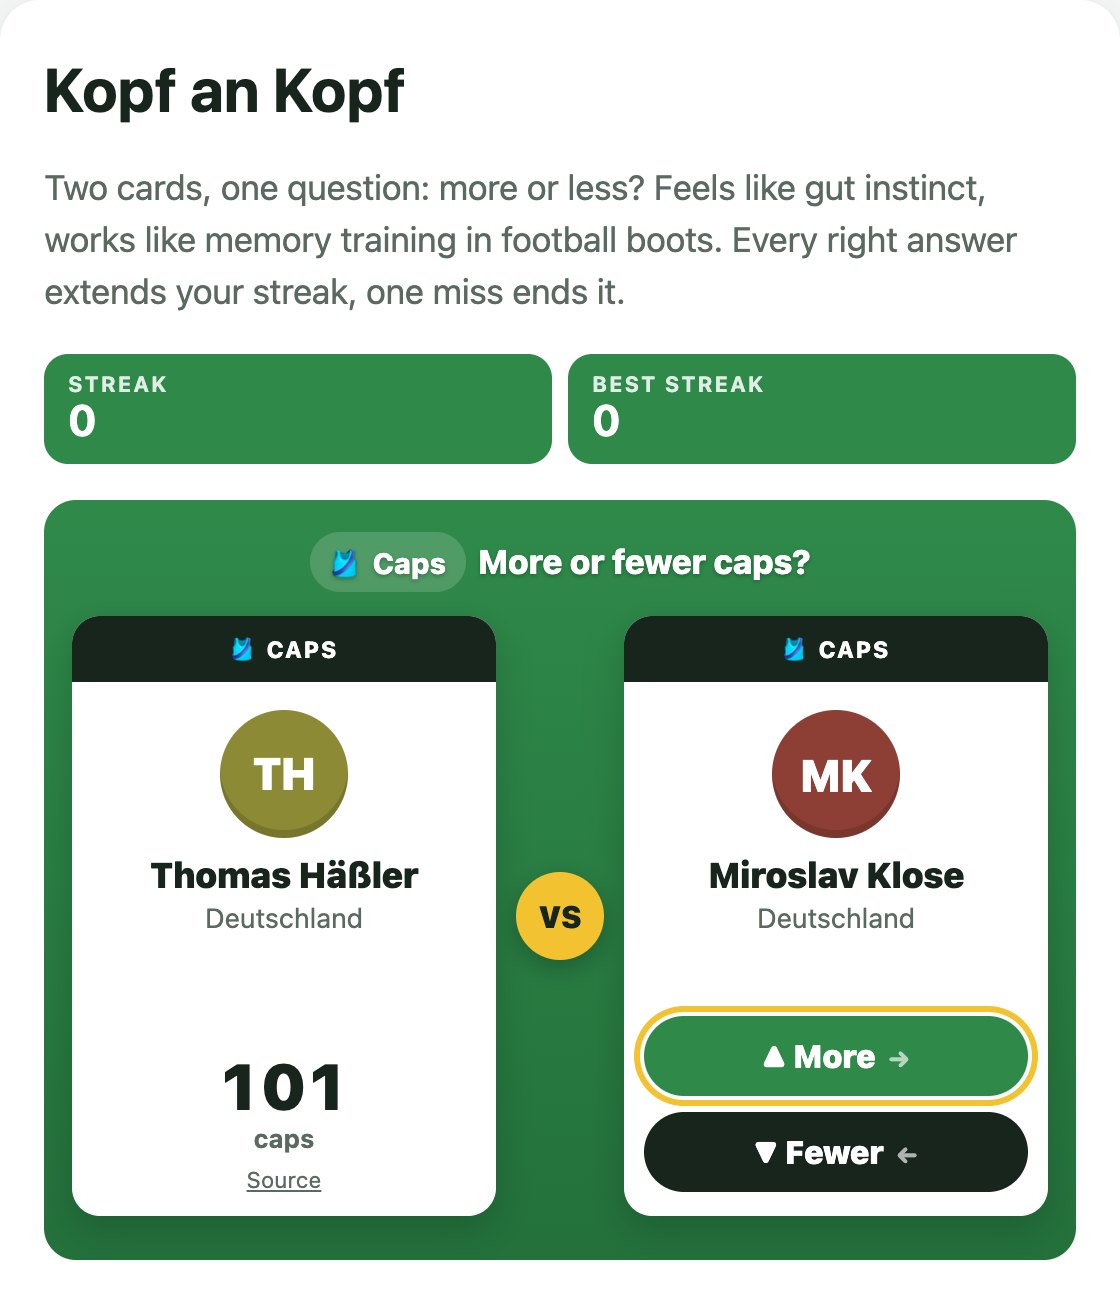 Kopf an Kopf
Two cards, one question: more or less? Feels like gut instinct,
works like memory training in football boots. Every right answer
extends your streak, one miss ends it.
STREAK
0
BEST STREAK
0
Caps More or fewer caps?
CAPS
TH
Thomas Häßler
Deutschland
101
caps
Source
VS
CAPS
MK
Miroslav Klose
Deutschland
▲ More →
▼ Fewer ←